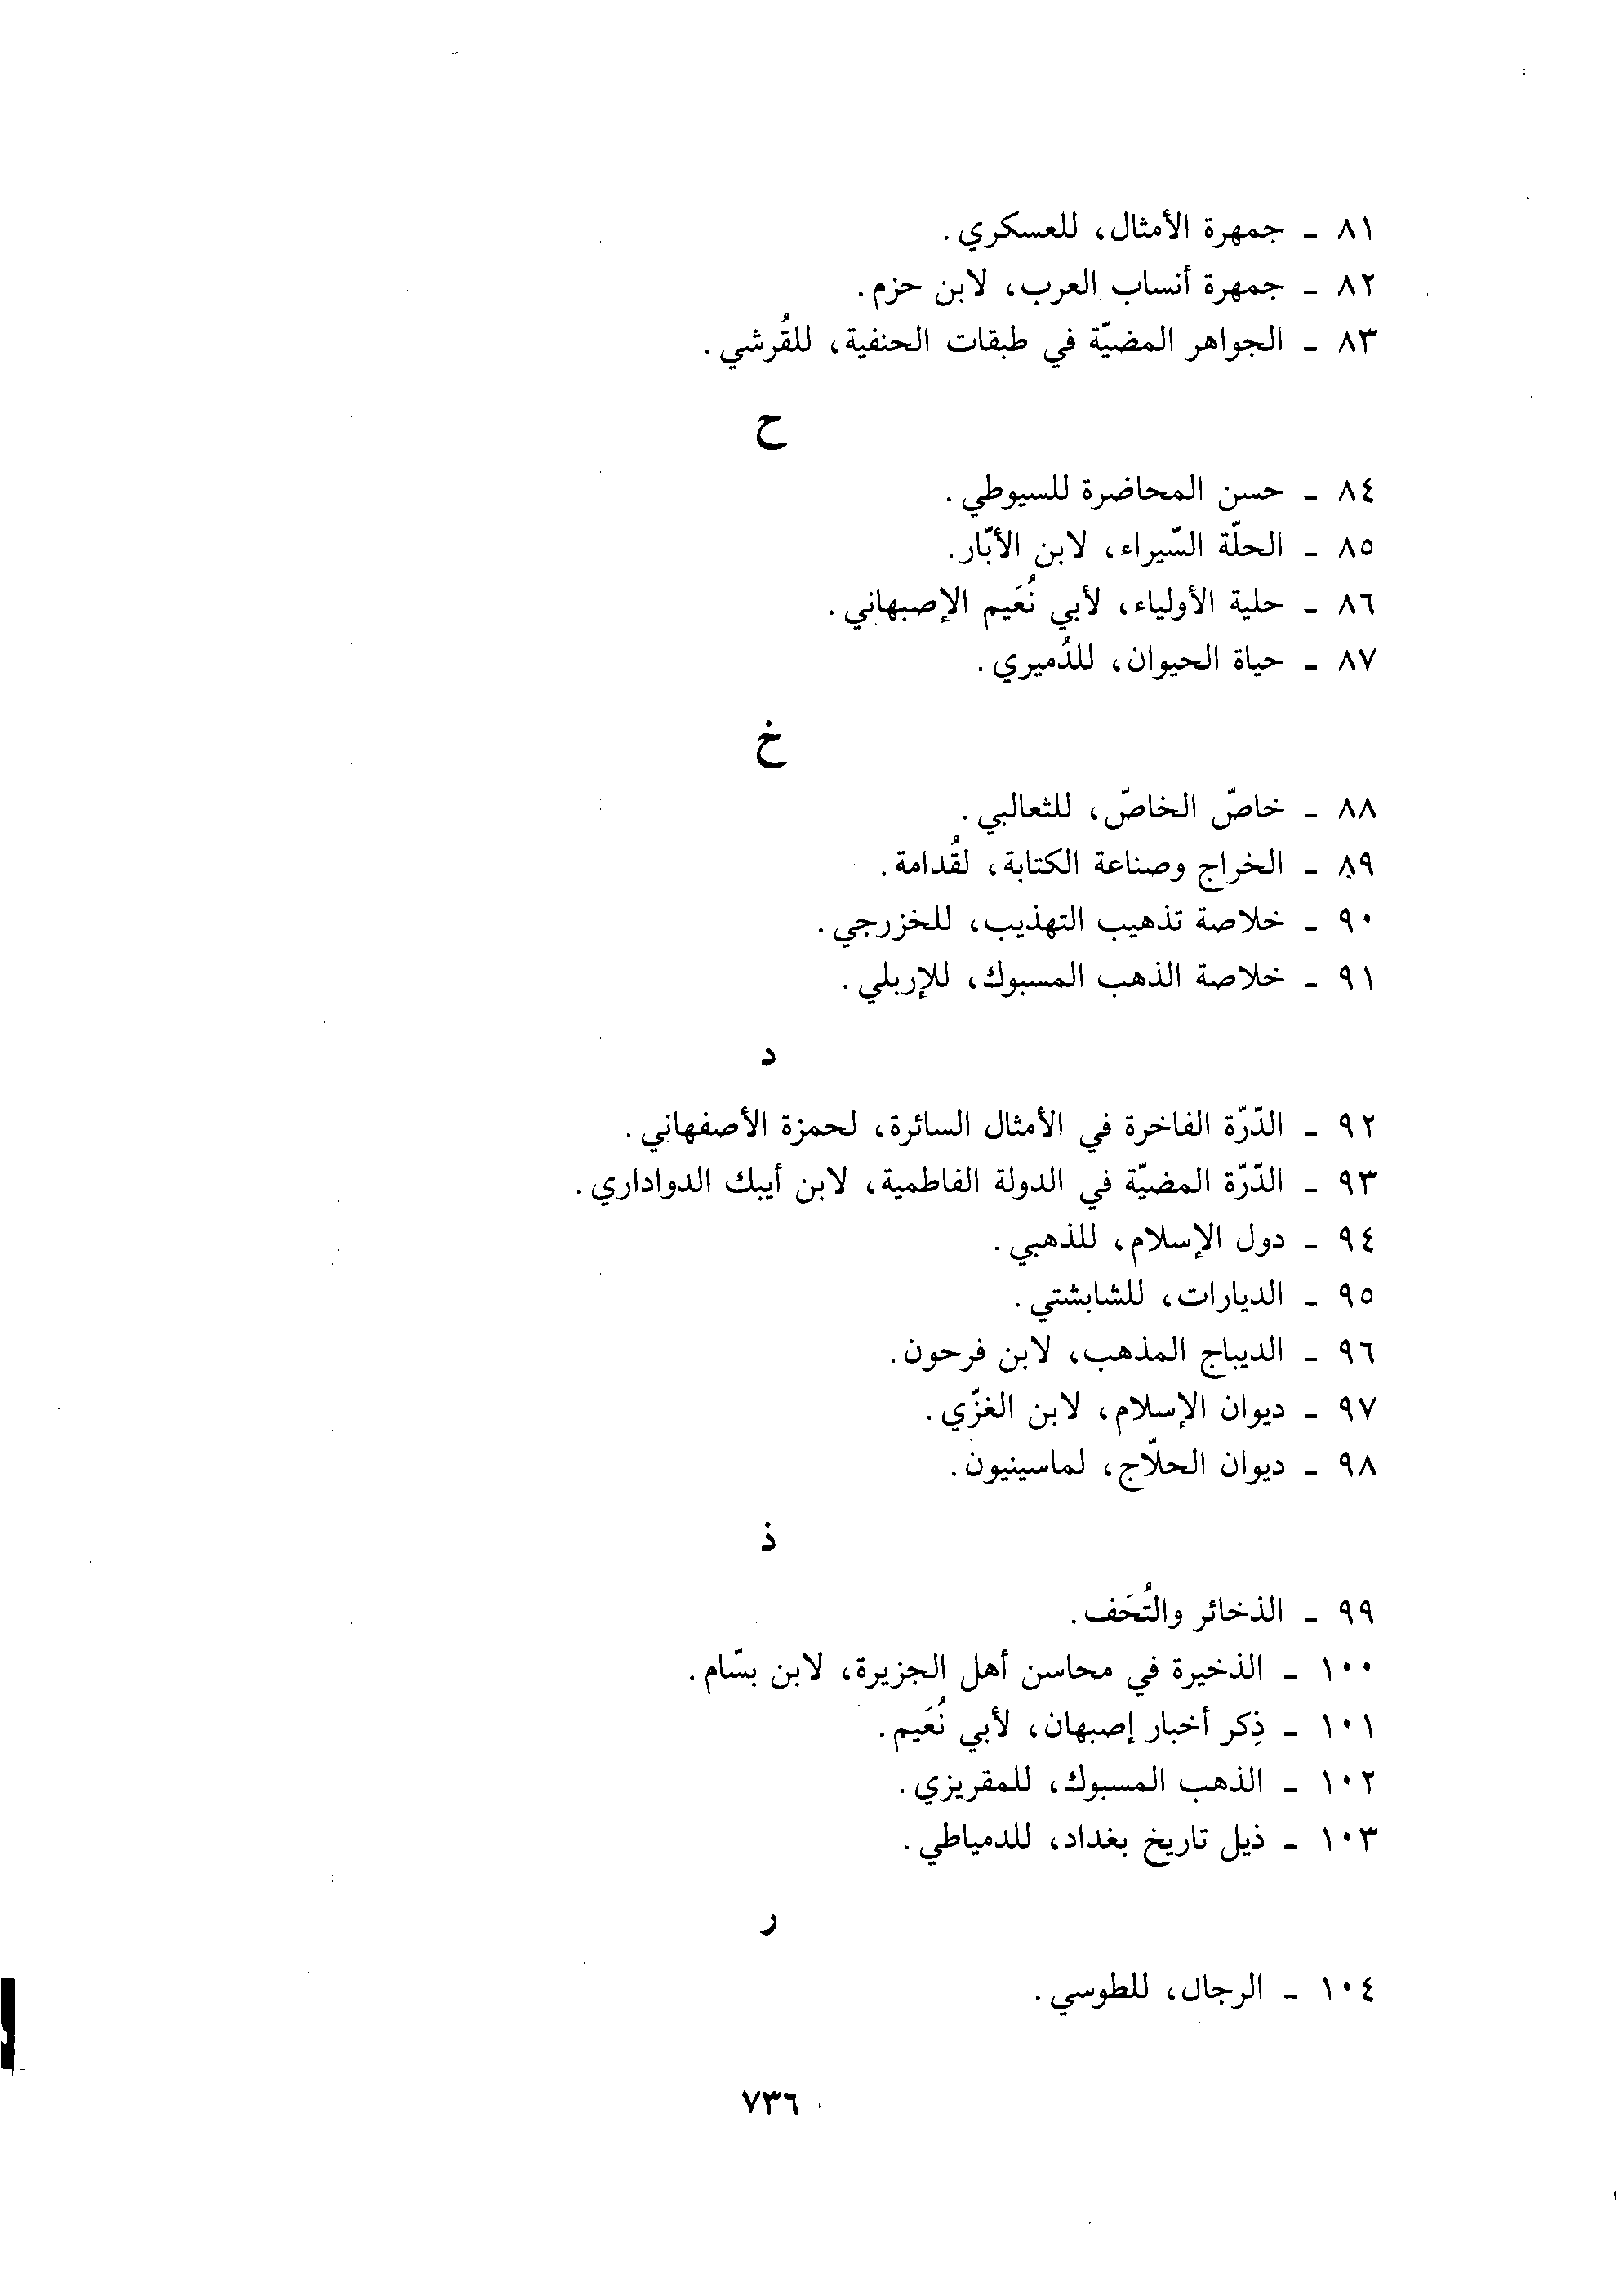 ٨١ - جمهرة الأمثال، للعسكري.
٨٢ - جمهرة أنساب العرب، لابن حزم.
٨٣ - الجواهر المضيّة في طبقات الحنفية، للقُرشي.
ح
٨٤ - حسن المحاضرة للسيوطي.
٨٥ - الحلّة السّيراء، لابن الأبّار.
٨٦ - حلية الأولياء، لأبي نُعَيم الإصبهاني.
٨٧ - حياة الحيوان، للدُميري.
خ
٨٨ - خاصّ الخاصّ، للثعالبي.
٨٩ - الخراج وصناعة الكتابة، لقُدامة.
٩٠ - خلاصة تذهيب التهذيب، للخزرجي.
٩١ - خلاصة الذهب المسبوك، للإربلي.
د
٩٢ - الدّرّة الفاخرة في الأمثال السائرة، لحمزة الأصفهاني.
٩٣ - الدّرّة المضيّة في الدولة الفاطمية، لابن أيبك الدواداري.
٩٤ - دول الإسلام، للذهبي.
٩٥ - الديارات، للشابشتي.
٩٦ - الديباج المذهب، لابن فرحون.
٩٧ - ديوان الإسلام، لابن الغزّي.
٩٨ - ديوان الحلّاج، لماسينيون.
ذ
٩٩ - الذخائر والتُحَف.
١٠٠ - الذخيرة في محاسن أهل الجزيرة، لابن بسّام.
١٠١ - ذِكر أخبار إصبهان، لأبي نُعَيم.
١٠٢ - الذهب المسبوك، للمقريزي.
١٠٣ - ذيل تاريخ بغداد، للدمياطي.
ر
١٠٤ - الرجال، للطوسي.
٧٣٦